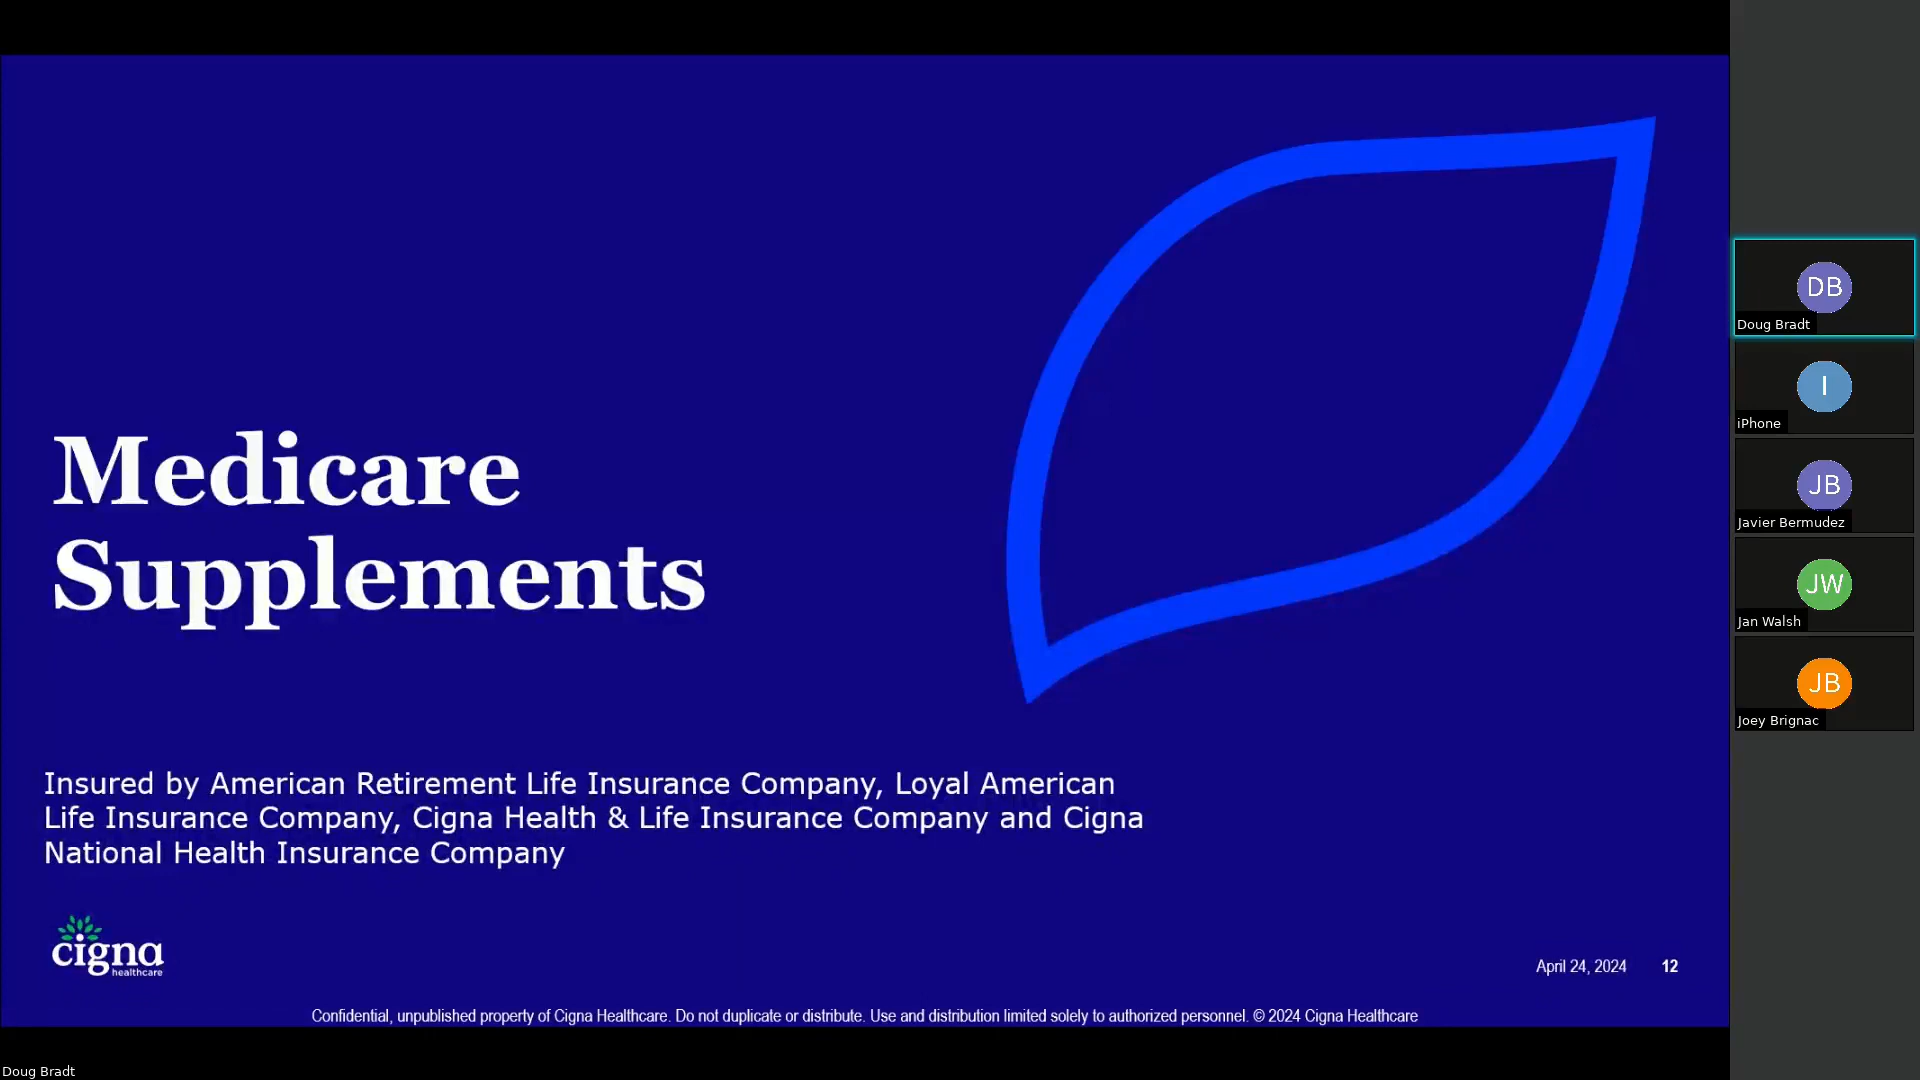 Medicare
Supplements
Insured by American Retirement Life Insurance Company, Loyal American
Life Insurance Company, Cigna Health & Life Insurance Company and Cigna
National Health Insurance Company
cigna
healthcare
April 24, 2024 12
Confidential, unpublished property of Cigna Healthcare. Do not duplicate or distribute. Use and distribution limited solely to authorized personnel. © 2024 Cigna Healthcare
Doug Bradt
DB
Doug Bradt
I
iPhone
JB
Javier Bermudez
JW
Jan Walsh
JB
Joey Brignac